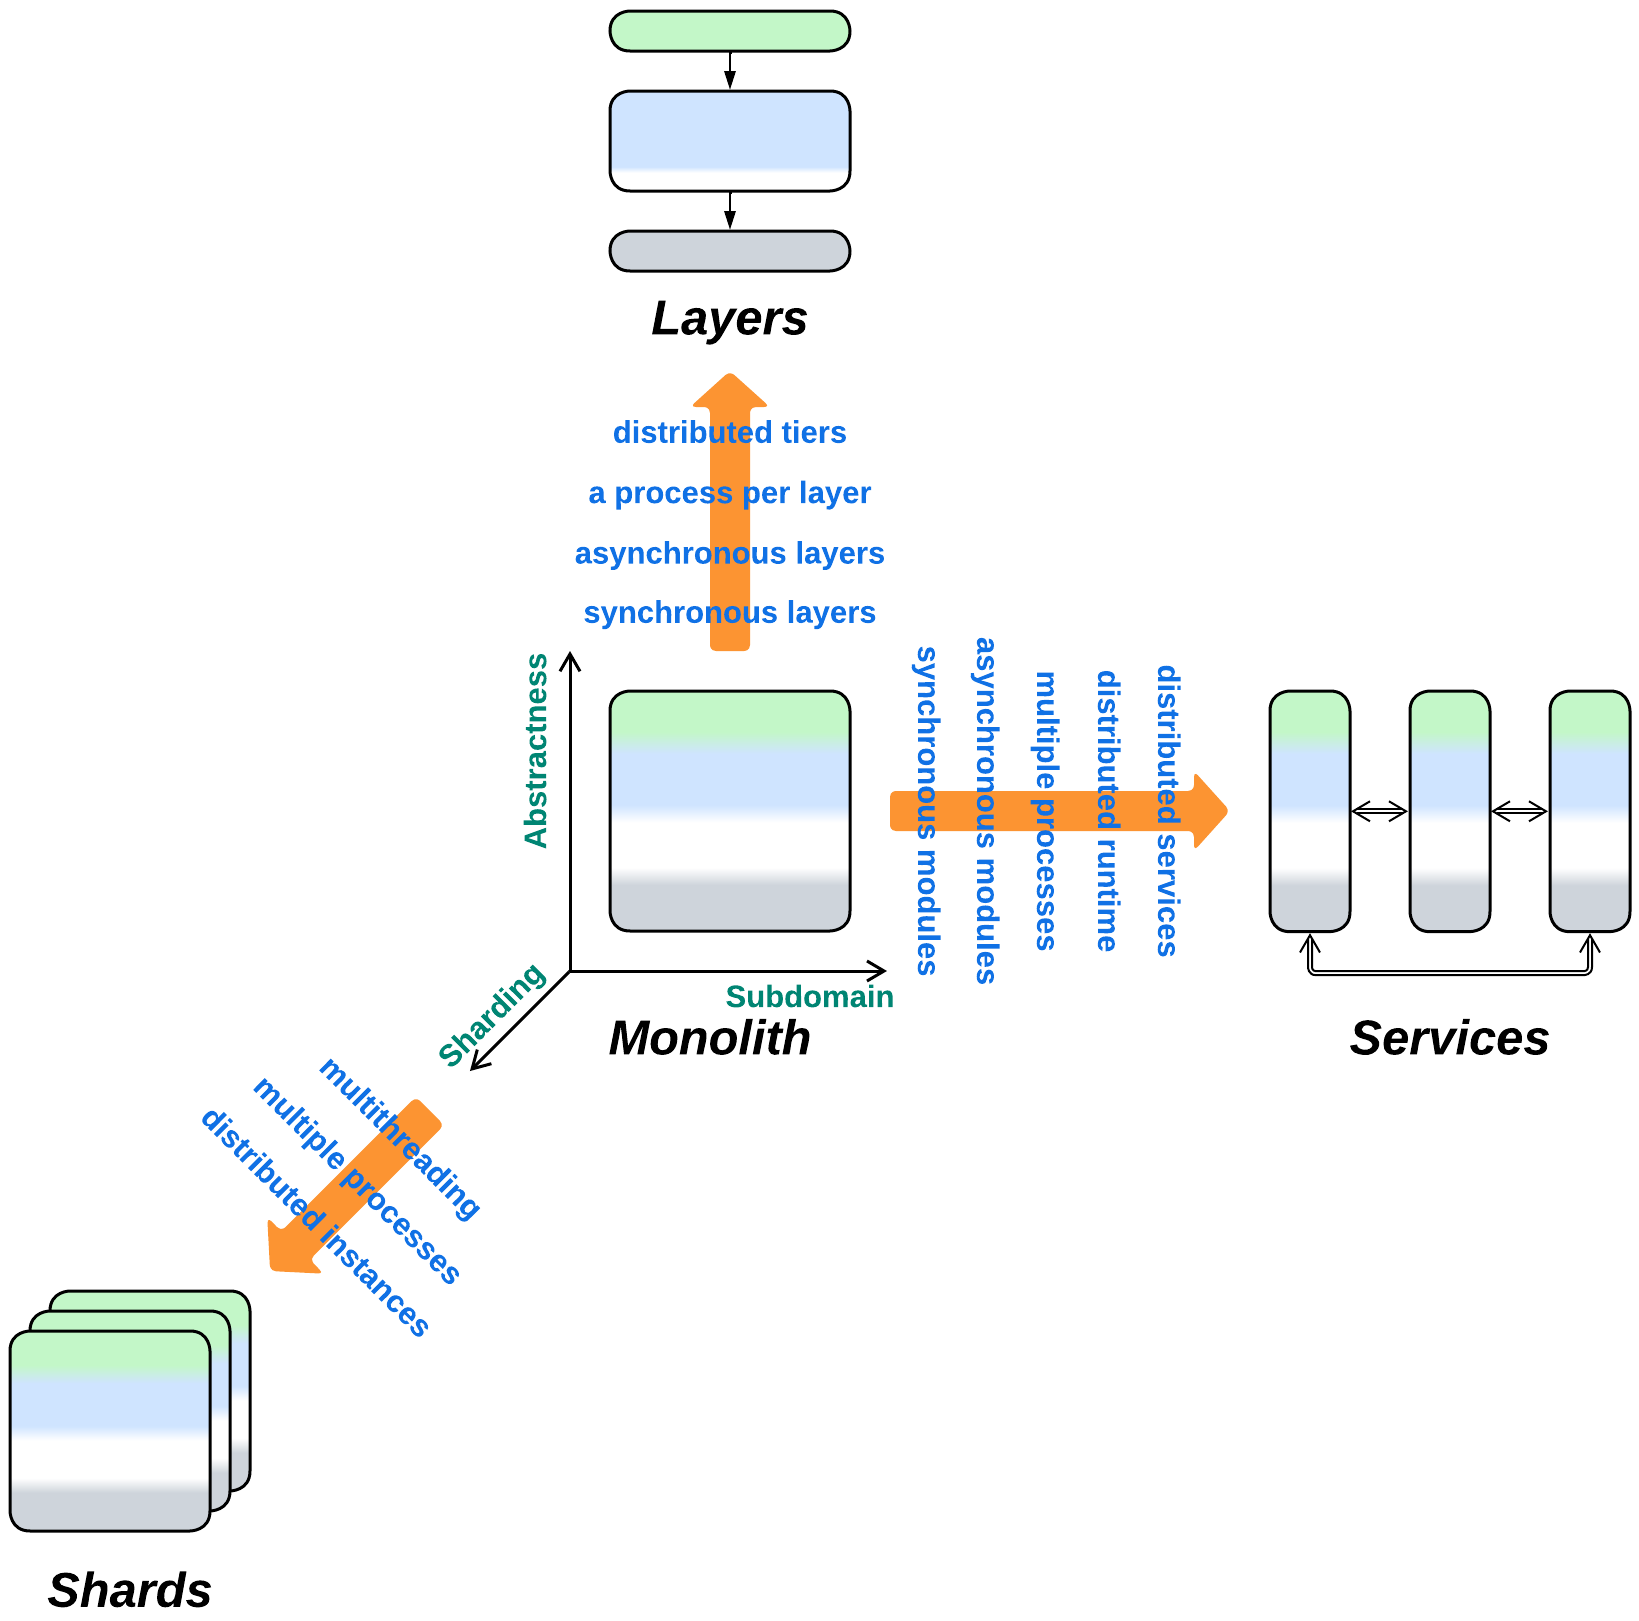 Layers
distributed tiers
a process per layer
asynchronous layers
synchronous layers
Abstractness
synchronous modules
asynchronous modules
multiple processes
distributed runtime
distributed services
Sharding
Subdomain
Monolith
Services
multithreading
multiple processes
distributed instances
Shards